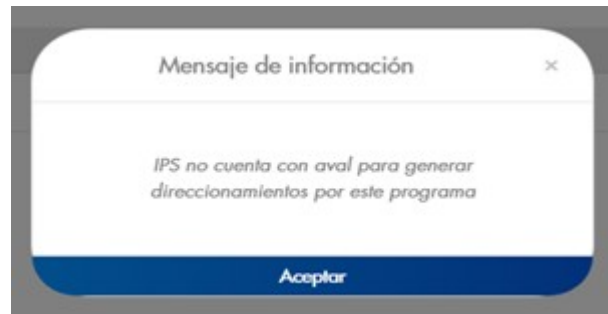 Mensaje de información ×
IPS no cuenta con aval para generar
direccionamientos por este programa
Aceptar